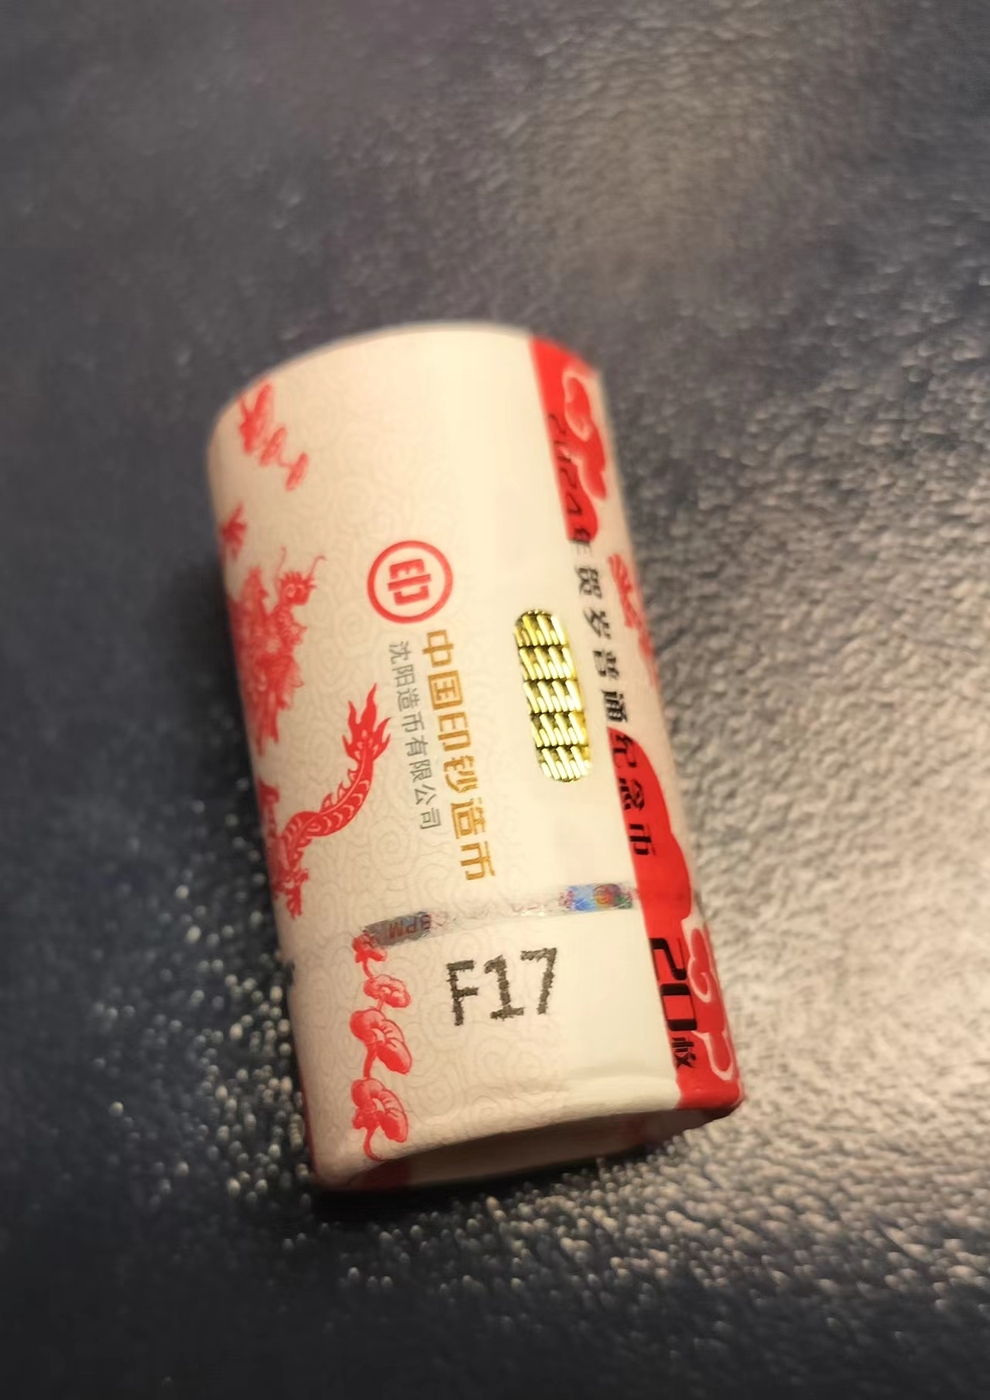 2024年贺岁普通纪念币
20枚
印
中国印钞造币
沈阳造币有限公司
F17